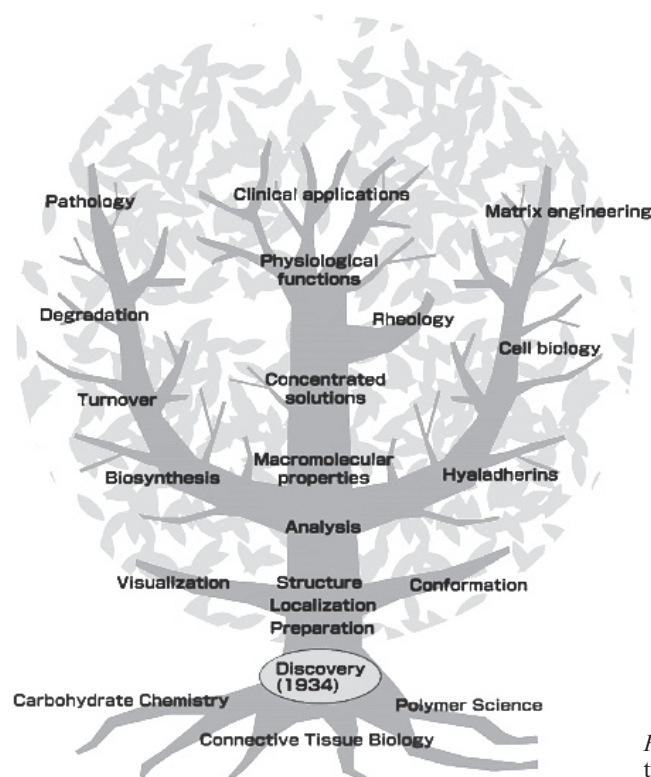 Pathology
Clinical applications
Matrix engineering
Physiological
functions
Degradation
Rheology
Cell biology
Concentrated
solutions
Turnover
Macromolecular
properties
Biosynthesis
Hyaladherins
Analysis
Visualization
Structure
Conformation
Localization
Preparation
Discovery
(1934)
Carbohydrate Chemistry
Polymer Science
Connective Tissue Biology